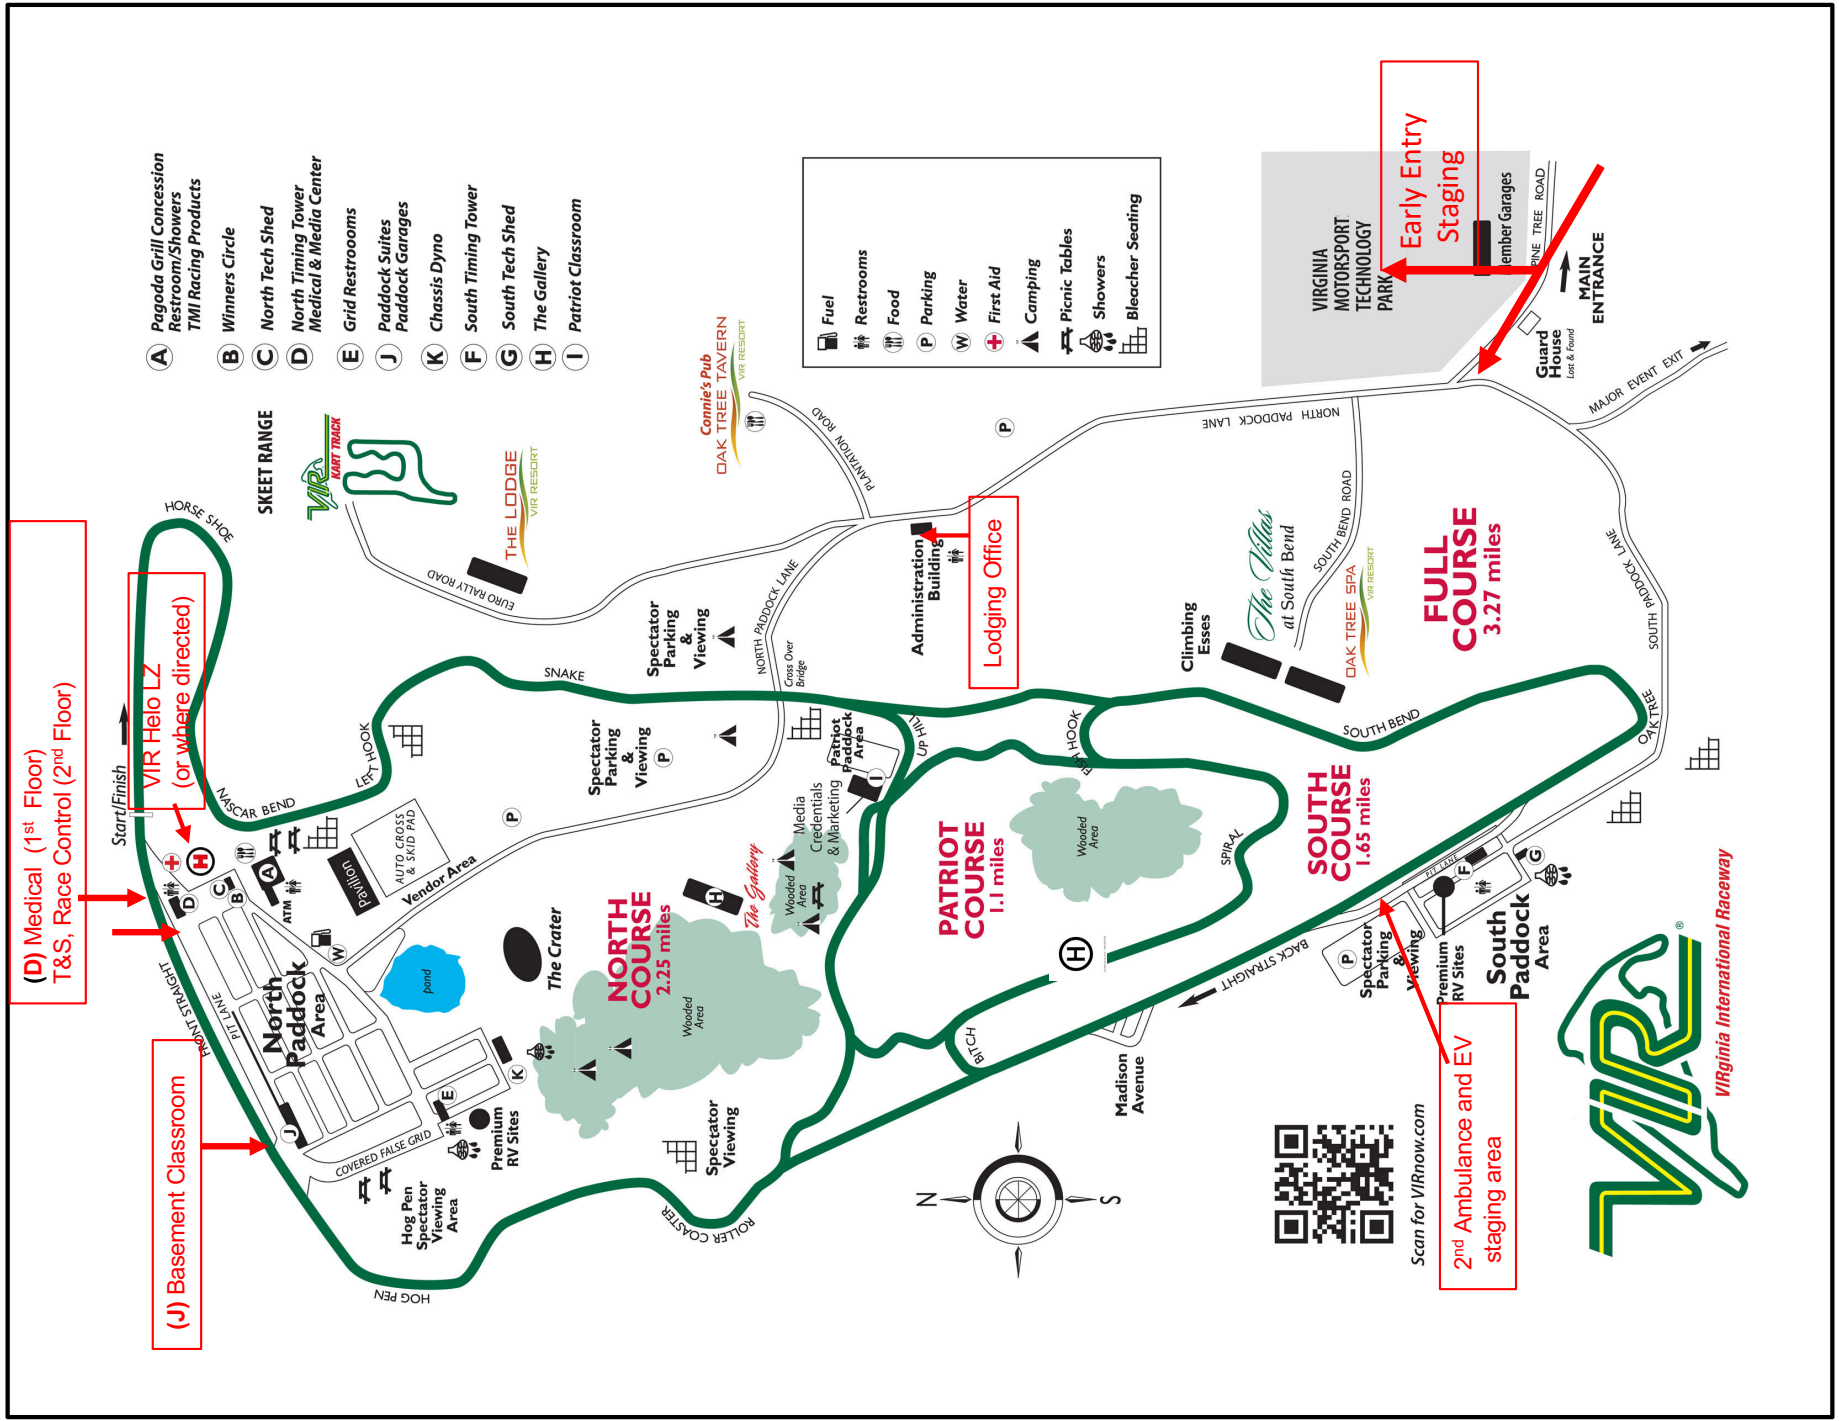 (D) Medical (1st Floor)
T&S, Race Control (2nd Floor)
VIR Helo LZ
(or where directed)
(J) Basement Classroom
Early Entry
Staging
Lodging Office
2nd Ambulance and EV
staging area
A Pagoda Grill Concession
Restroom/Showers
TMI Racing Products
B Winners Circle
C North Tech Shed
D North Timing Tower
Medical & Media Center
E Grid Restroooms
J Paddock Suites
Paddock Garages
K Chassis Dyno
F South Timing Tower
G South Tech Shed
H The Gallery
I Patriot Classroom
Fuel
Restrooms
Food
P Parking
W Water
First Aid
Camping
Picnic Tables
Showers
Bleacher Seating
SKEET RANGE
VIR
KART TRACK
THE LODGE
VIR RESORT
Connie's Pub
OAK TREE TAVERN
VIR RESORT
PLANTATION ROAD
EURO RALLY ROAD
P
VIRGINIA
MOTORSPORT
TECHNOLOGY
PARK
Member Garages
PINE TREE ROAD
MAIN
ENTRANCE
Guard
House
Lost & Found
MAJOR EVENT EXIT
NORTH PADDOCK LANE
SOUTH BEND ROAD
SOUTH PADDOCK LANE
Administration
Building
NORTH PADDOCK LANE
Cross Over
Bridge
The Villas
at South Bend
OAK TREE SPA
VIR RESORT
FULL
COURSE
3.27 miles
Climbing
Esses
HORSE SHOE
Start/Finish
NASCAR BEND
LEFT HOOK
SNAKE
Spectator
Parking
&
Viewing
Spectator
Parking
&
Viewing
P
P
UP HILL
FISH HOOK
SOUTH BEND
OAK TREE
Patriot
Paddock
Area
I
Media
Credentials
& Marketing
H
D
C
B
A
ATM
Pavilion
AUTO CROSS
& SKID PAD
Vendor Area
W
FRONT STRAIGHT
PIT LANE
North
Paddock
Area
pond
The Crater
NORTH
COURSE
2.25 miles
H
The Gallery
Wooded
Area
Wooded
Area
PATRIOT
COURSE
1.1 miles
Wooded
Area
SPIRAL
SOUTH
COURSE
1.65 miles
H
PIT LANE
F
G
P
Spectator
Parking
&
Viewing
Premium
RV Sites
South
Paddock
Area
BACK STRAIGHT
BITCH
Madison
Avenue
J
COVERED FALSE GRID
E
K
Premium
RV Sites
Hog Pen
Spectator
Viewing
Area
HOG PEN
Spectator
Viewing
ROLLER COASTER
N
S
Scan for VIRnow.com
VIR
®
VIRginia International Raceway